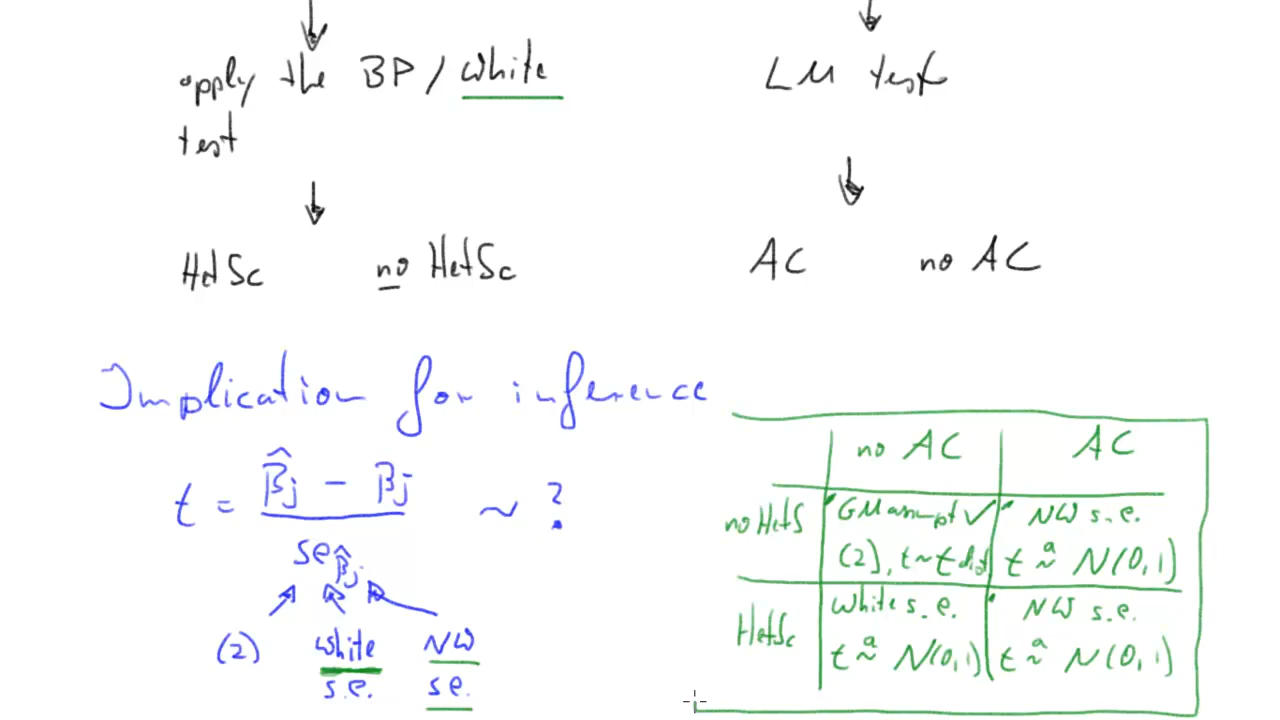 apply the BP / White
test
LM test
HetSc no HetSc
AC no AC
Implication for inference
t = β̂j − βj ~ ?
se β̂j
(2) White NW
s.e. s.e.
no AC AC
no HetS GM assumpt ✓ NW s.e.
(2), t ~ t dist t ᵃ~ N(0,1)
HetSc White s.e. NW s.e.
t ᵃ~ N(0,1) t ᵃ~ N(0,1)